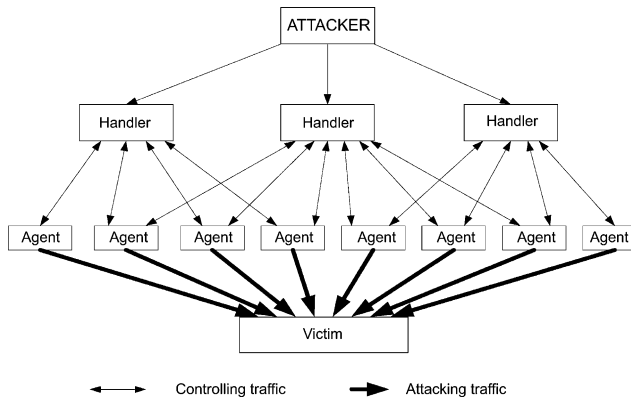 ATTACKER
Handler Handler Handler
Agent Agent Agent Agent Agent Agent Agent Agent
Victim
Controlling traffic Attacking traffic